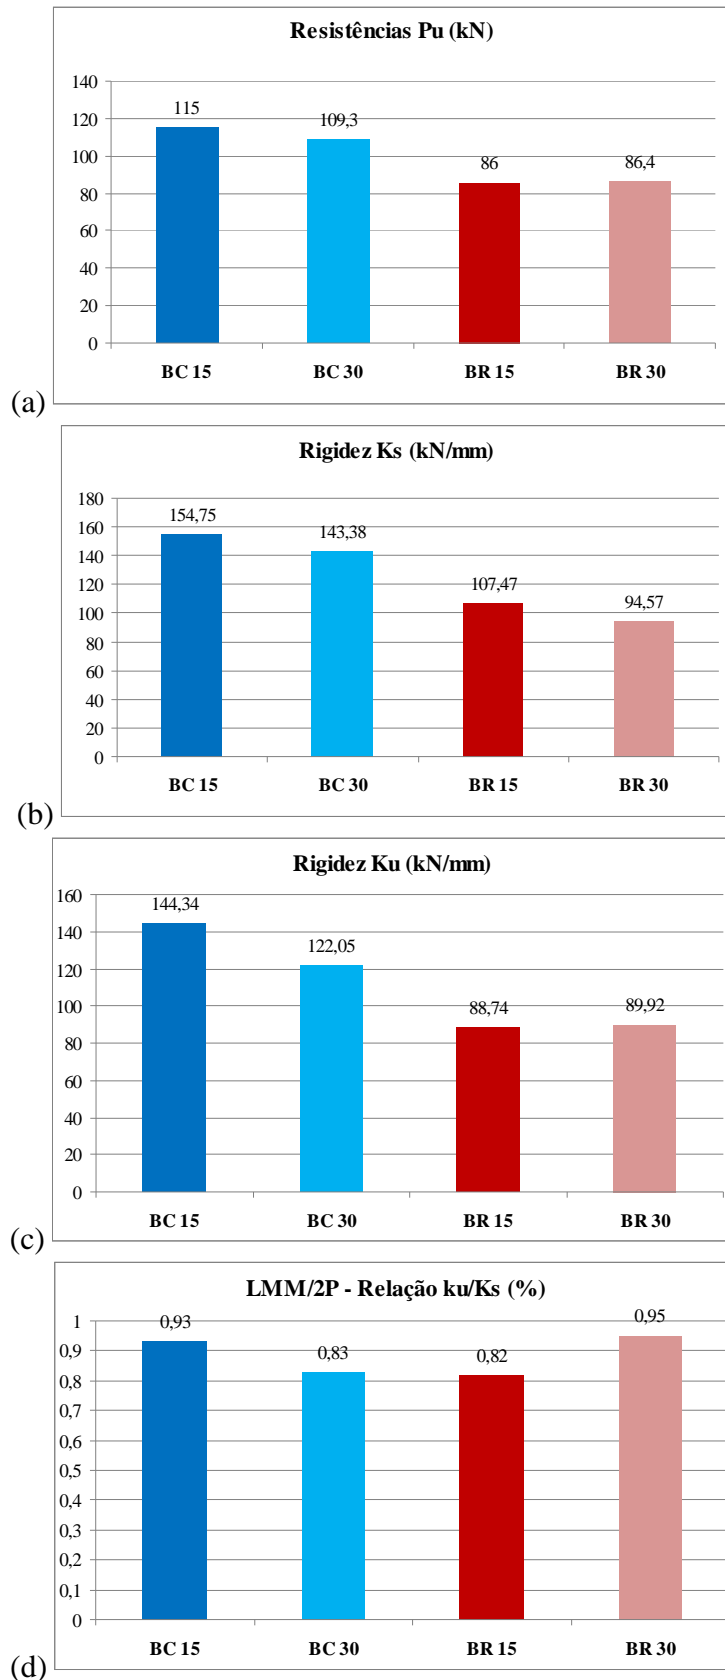 Resistências Pu (kN)
140
120
100
80
60
40
20
0
115
109,3
86
86,4
BC 15
BC 30
BR 15
BR 30
(a)
Rigidez Ks (kN/mm)
180
160
140
120
100
80
60
40
20
0
154,75
143,38
107,47
94,57
BC 15
BC 30
BR 15
BR 30
(b)
Rigidez Ku (kN/mm)
160
140
120
100
80
60
40
20
0
144,34
122,05
88,74
89,92
BC 15
BC 30
BR 15
BR 30
(c)
LMM/2P - Relação ku/Ks (%)
1
0,9
0,8
0,7
0,6
0,5
0,4
0,3
0,2
0,1
0
0,93
0,83
0,82
0,95
BC 15
BC 30
BR 15
BR 30
(d)